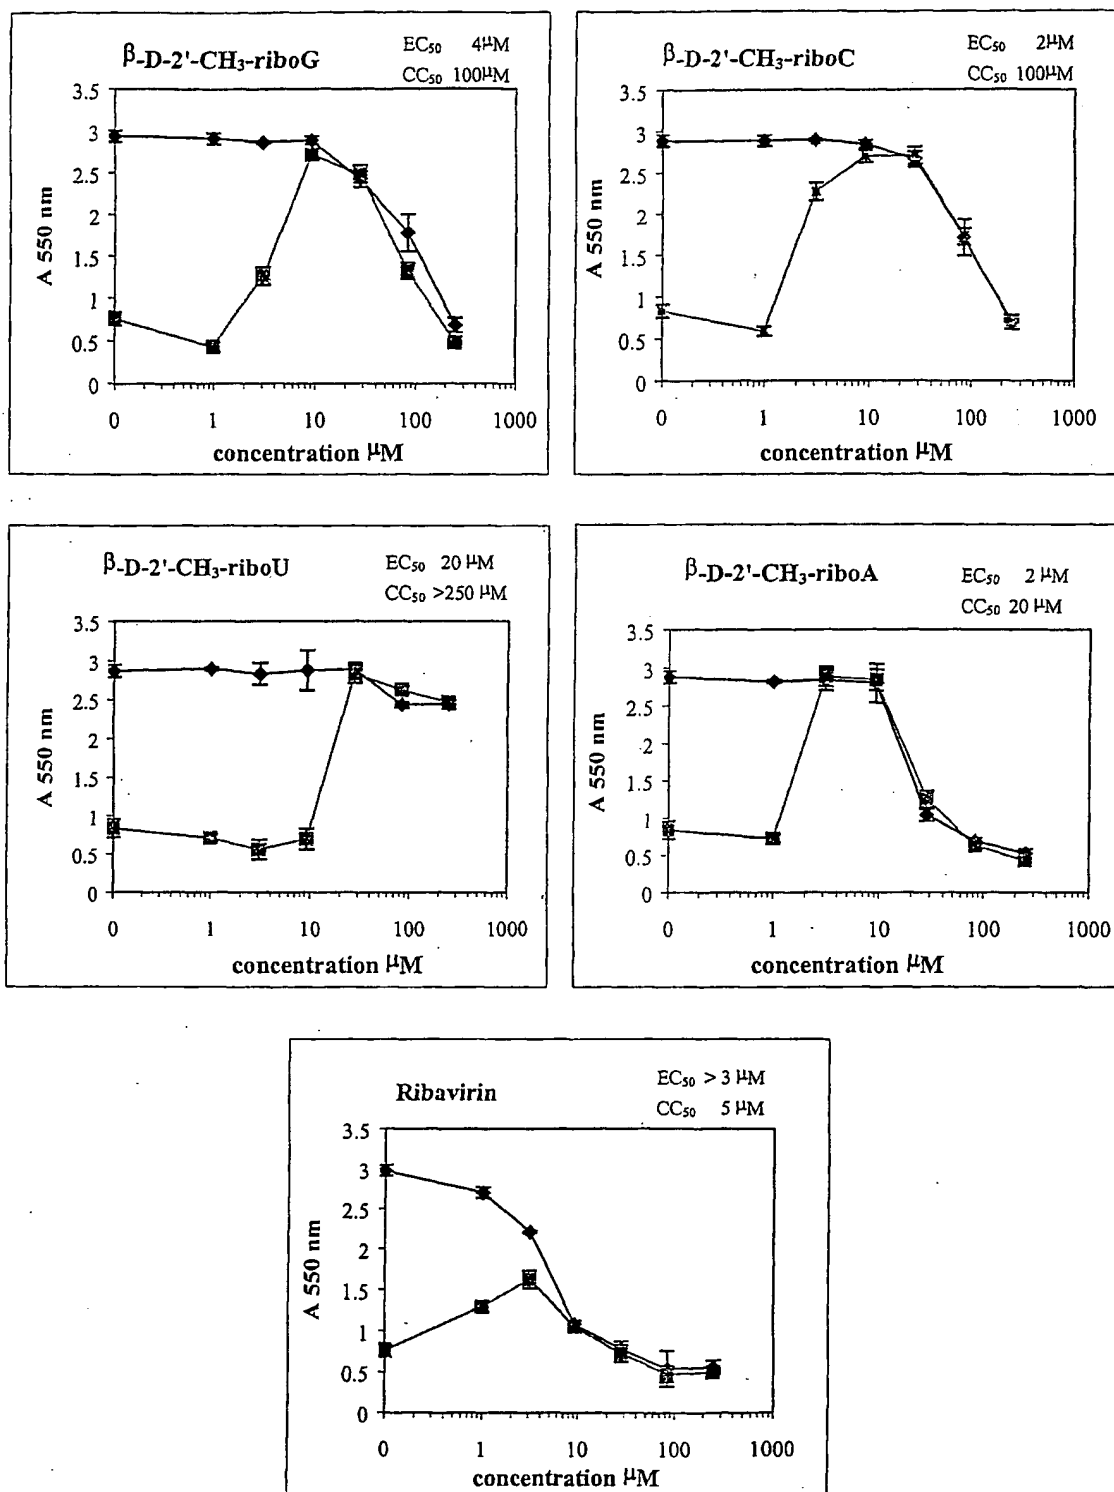 β-D-2'-CH₃-riboG
EC₅₀ 4μM
CC₅₀ 100μM
3.5
3
2.5
2
1.5
1
0.5
0
A 550 nm
0 1 10 100 1000
concentration μM
β-D-2'-CH₃-riboC
EC₅₀ 2μM
CC₅₀ 100μM
3.5
3
2.5
2
1.5
1
0.5
0
A 550 nm
0 1 10 100 1000
concentration μM
β-D-2'-CH₃-riboU
EC₅₀ 20 μM
CC₅₀ >250 μM
3.5
3
2.5
2
1.5
1
0.5
0
A 550 nm
0 1 10 100 1000
concentration μM
β-D-2'-CH₃-riboA
EC₅₀ 2 μM
CC₅₀ 20 μM
3.5
3
2.5
2
1.5
1
0.5
0
A 550 nm
0 1 10 100 1000
concentration μM
Ribavirin
EC₅₀ > 3 μM
CC₅₀ 5 μM
3.5
3
2.5
2
1.5
1
0.5
0
A 550 nm
0 1 10 100 1000
concentration μM